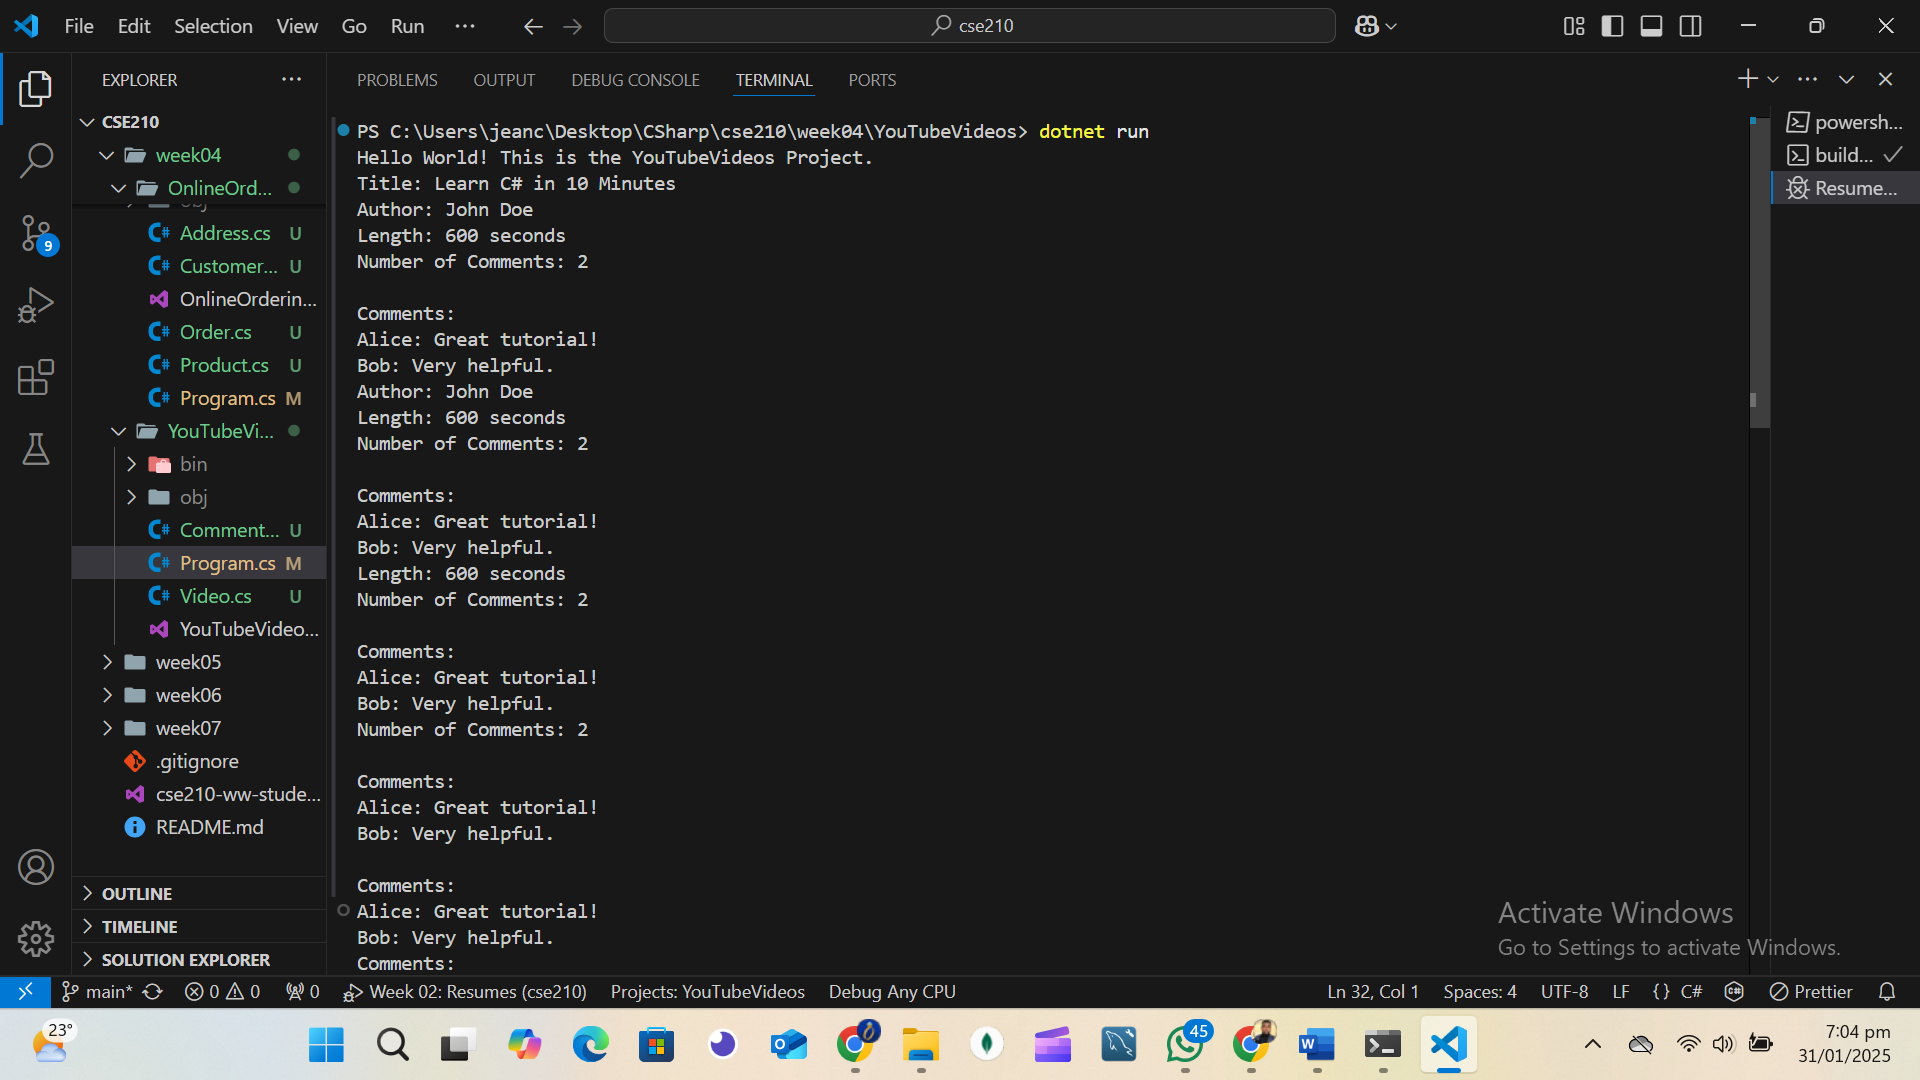 File Edit Selection View Go Run ...
cse210
EXPLORER
CSE210
week04
OnlineOrd...
obj
Address.cs U
Customer... U
OnlineOrderin...
Order.cs U
Product.cs U
Program.cs M
YouTubeVi...
bin
obj
Comment... U
Program.cs M
Video.cs U
YouTubeVideo...
week05
week06
week07
.gitignore
cse210-ww-stude...
README.md
OUTLINE
TIMELINE
SOLUTION EXPLORER
9
PROBLEMS OUTPUT DEBUG CONSOLE TERMINAL PORTS
PS C:\Users\jeanc\Desktop\CSharp\cse210\week04\YouTubeVideos> dotnet run
Hello World! This is the YouTubeVideos Project.
Title: Learn C# in 10 Minutes
Author: John Doe
Length: 600 seconds
Number of Comments: 2
Comments:
Alice: Great tutorial!
Bob: Very helpful.
Author: John Doe
Length: 600 seconds
Number of Comments: 2
Comments:
Alice: Great tutorial!
Bob: Very helpful.
Length: 600 seconds
Number of Comments: 2
Comments:
Alice: Great tutorial!
Bob: Very helpful.
Number of Comments: 2
Comments:
Alice: Great tutorial!
Bob: Very helpful.
Comments:
Alice: Great tutorial!
Bob: Very helpful.
Comments:
powersh...
build...
Resume...
Activate Windows
Go to Settings to activate Windows.
main* 0 0 0 Week 02: Resumes (cse210) Projects: YouTubeVideos Debug Any CPU Ln 32, Col 1 Spaces: 4 UTF-8 LF {} C# Prettier
23°
45
7:04 pm
31/01/2025